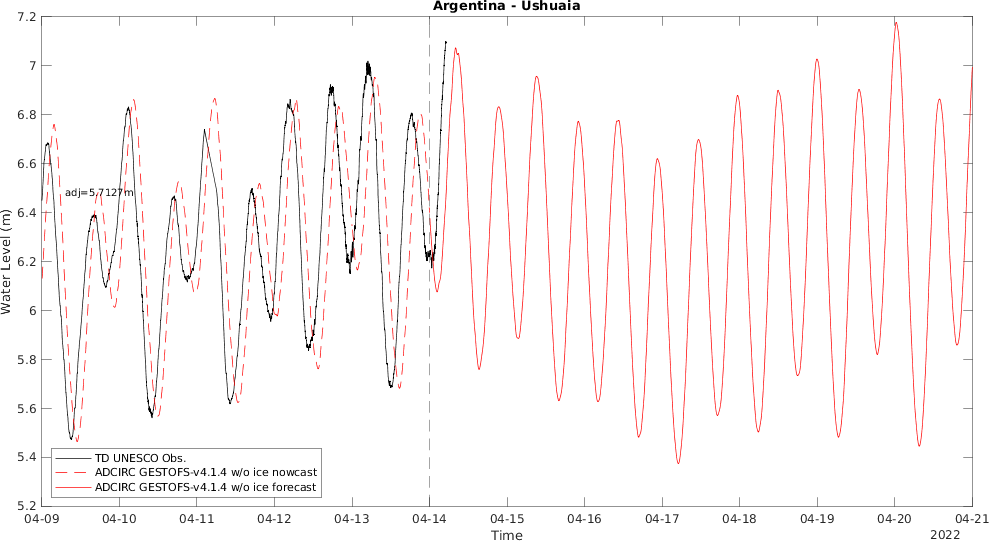 Argentina - Ushuaia
7.2
7
6.8
6.6
6.4
6.2
6
5.8
5.6
5.4
5.2
Water Level (m)
adj=5.7127m
TD UNESCO Obs.
ADCIRC GESTOFS-v4.1.4 w/o ice nowcast
ADCIRC GESTOFS-v4.1.4 w/o ice forecast
04-09 04-10 04-11 04-12 04-13 04-14 04-15 04-16 04-17 04-18 04-19 04-20 04-21
Time
2022